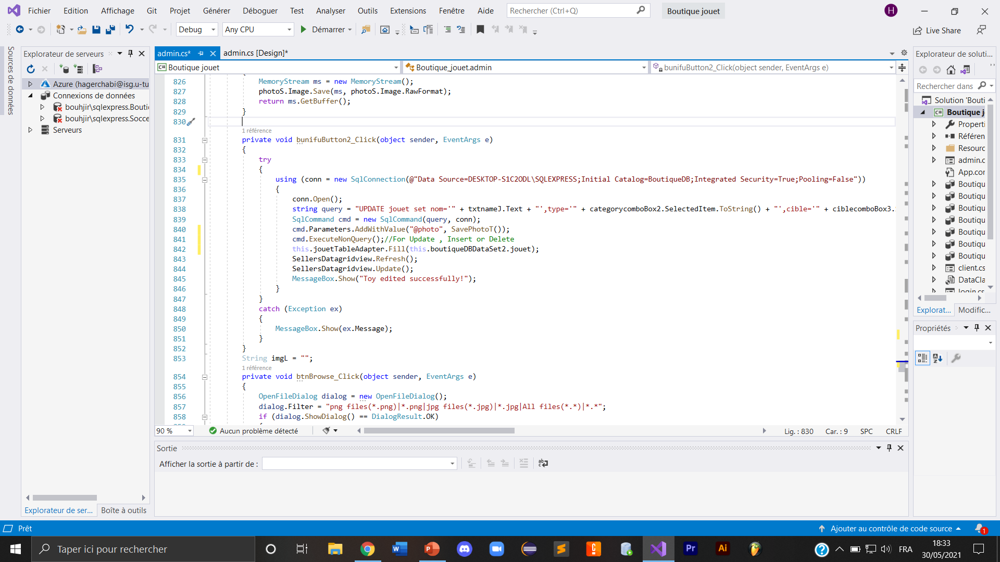 Fichier Edition Affichage Git Projet Générer Déboguer Test Analyser Outils Extensions Fenêtre Aide Rechercher (Ctrl+Q) Boutique jouet H
Debug Any CPU Démarrer Live Share
Sources de données
Explorateur de serveurs
Azure (hagerchabi@isg.u-tu
Connexions de données
bouhjir\sqlexpress.Bouti
bouhjir\sqlexpress.Socce
Serveurs
Explorateur de ser... Boîte à outils
admin.cs* admin.cs [Design]*
C# Boutique jouet Boutique_jouet.admin bunifuButton2_Click(object sender, EventArgs e)
826 MemoryStream ms = new MemoryStream();
827 photoS.Image.Save(ms, photoS.Image.RawFormat);
828 return ms.GetBuffer();
829 }
830
1 référence
831 private void bunifuButton2_Click(object sender, EventArgs e)
832 {
833 try
834 {
835 using (conn = new SqlConnection(@"Data Source=DESKTOP-S1C2ODL\SQLEXPRESS;Initial Catalog=BoutiqueDB;Integrated Security=True;Pooling=False"))
836 {
837 conn.Open();
838 string query = "UPDATE jouet set nom='" + txtnameJ.Text + "',type='" + categorycomboBox2.SelectedItem.ToString() + "',cible='" + ciblecomboBox3.
839 SqlCommand cmd = new SqlCommand(query, conn);
840 cmd.Parameters.AddWithValue("@photo", SavePhotoT());
841 cmd.ExecuteNonQuery();//For Update , Insert or Delete
842 this.jouetTableAdapter.Fill(this.boutiqueDBDataSet2.jouet);
843 SellersDatagridview.Refresh();
844 SellersDatagridview.Update();
845 MessageBox.Show("Toy edited successfully!");
846 }
847 }
848 catch (Exception ex)
849 {
850 MessageBox.Show(ex.Message);
851 }
852 }
853 String imgL = "";
1 référence
854 private void btnBrowse_Click(object sender, EventArgs e)
855 {
856 OpenFileDialog dialog = new OpenFileDialog();
857 dialog.Filter = "png files(*.png)|*.png|jpg files(*.jpg)|*.jpg|All files(*.*)|*.*";
858 if (dialog.ShowDialog() == DialogResult.OK)
90 % Aucun problème détecté Lig. : 830 Car. : 9 SPC CRLF
Sortie
Afficher la sortie à partir de :
Explorateur de soluti...
Rechercher dans
Solution 'Bouti
C# Boutique j
Properti
Référen
Resourc
admin.c
App.cor
Boutiqu
Boutiqu
Boutiqu
Boutiqu
Boutiqu
Boutiqu
Boutiqu
client.cs
DataCla
login.cs
Explorat... Modific...
Propriétés
Prêt Ajouter au contrôle de code source 1
Taper ici pour rechercher FRA 18:33
30/05/2021